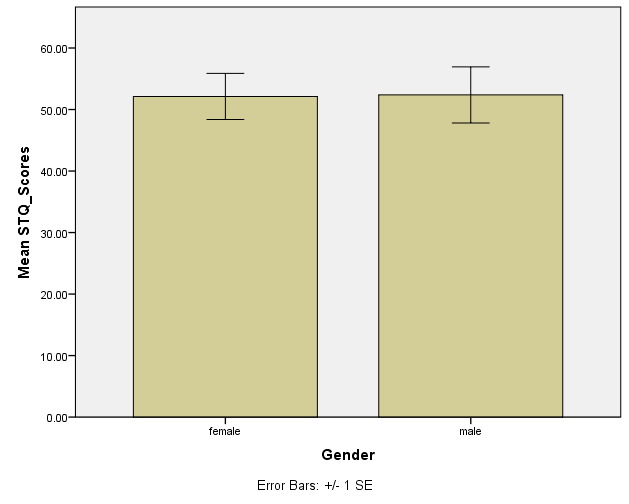 Mean STQ_Scores
60.00
50.00
40.00
30.00
20.00
10.00
0.00
female male
Gender
Error Bars: +/- 1 SE